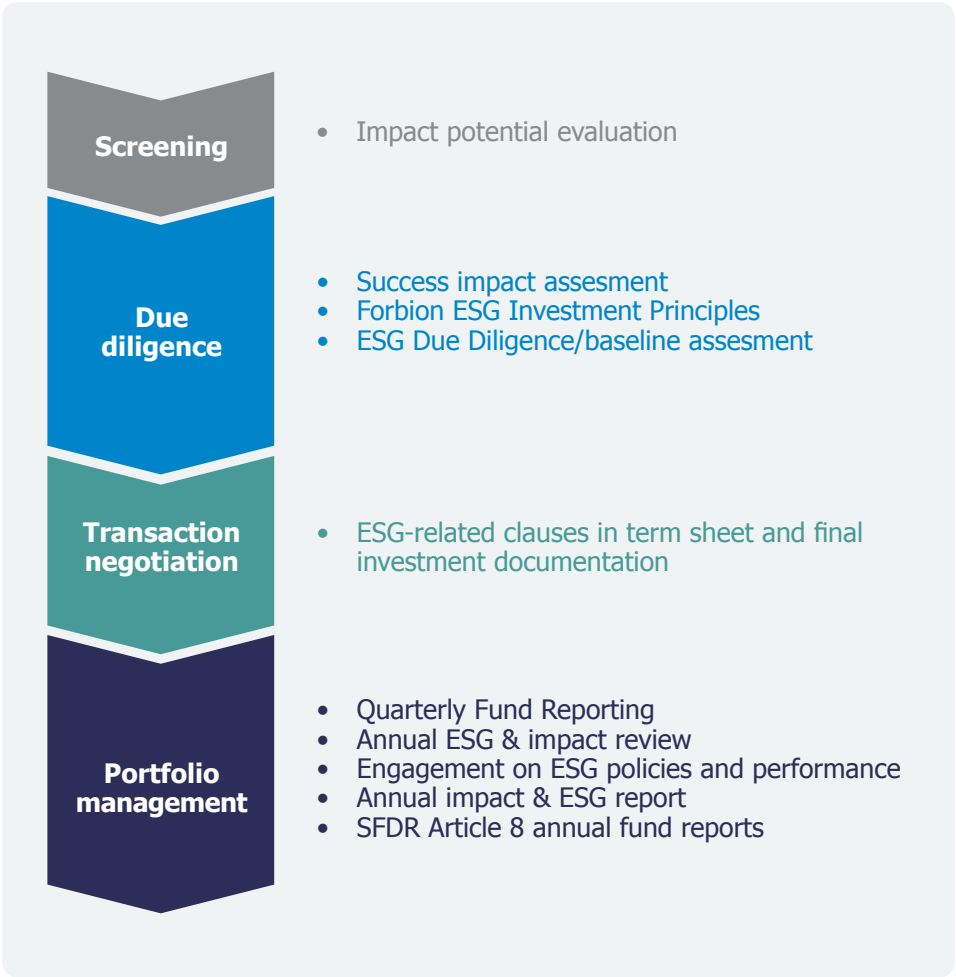 Screening
• Impact potential evaluation
Due
diligence
• Success impact assesment
• Forbion ESG Investment Principles
• ESG Due Diligence/baseline assesment
Transaction
negotiation
• ESG-related clauses in term sheet and final
investment documentation
Portfolio
management
• Quarterly Fund Reporting
• Annual ESG & impact review
• Engagement on ESG policies and performance
• Annual impact & ESG report
• SFDR Article 8 annual fund reports